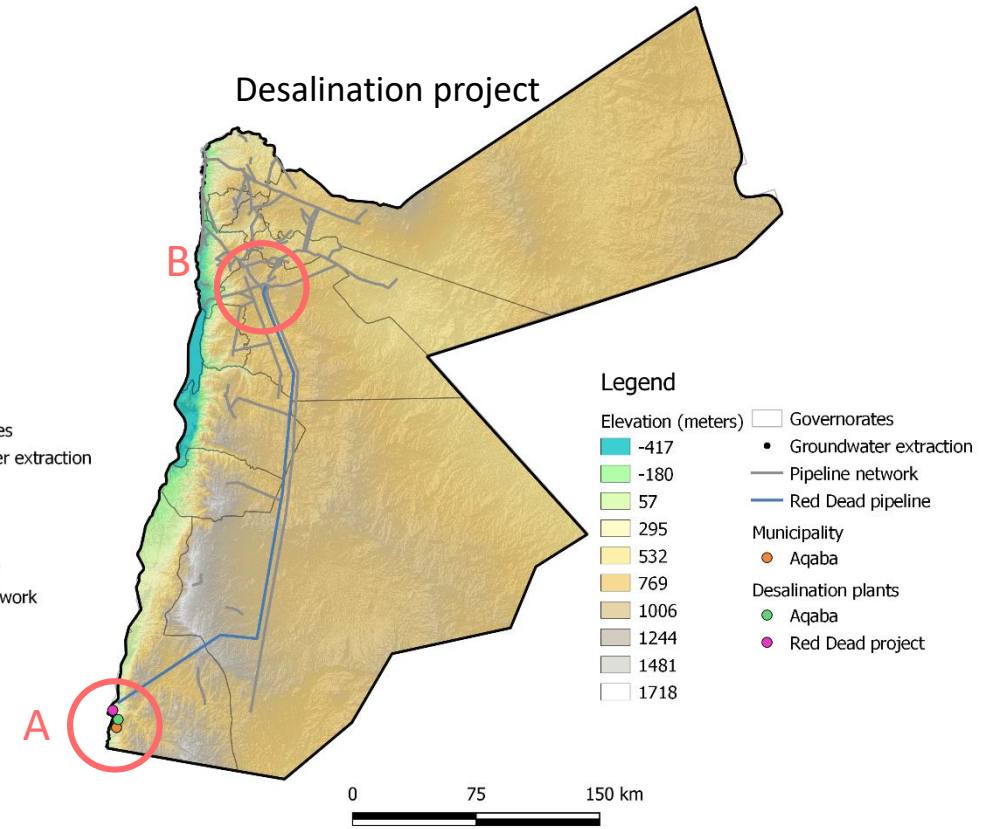 Desalination project
B
A
es
er extraction
work
Legend
Elevation (meters)
-417
-180
57
295
532
769
1006
1244
1481
1718
Governorates
Groundwater extraction
Pipeline network
Red Dead pipeline
Municipality
Aqaba
Desalination plants
Aqaba
Red Dead project
0 75 150 km